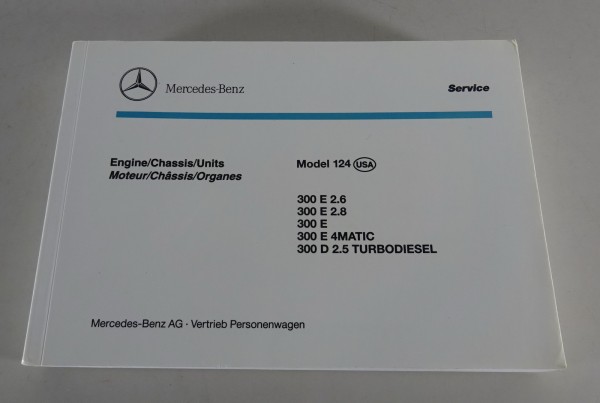 Mercedes-Benz
Service
Engine/Chassis/Units
Moteur/Châssis/Organes
Model 124 USA
300 E 2.6
300 E 2.8
300 E
300 E 4MATIC
300 D 2.5 TURBODIESEL
Mercedes-Benz AG · Vertrieb Personenwagen